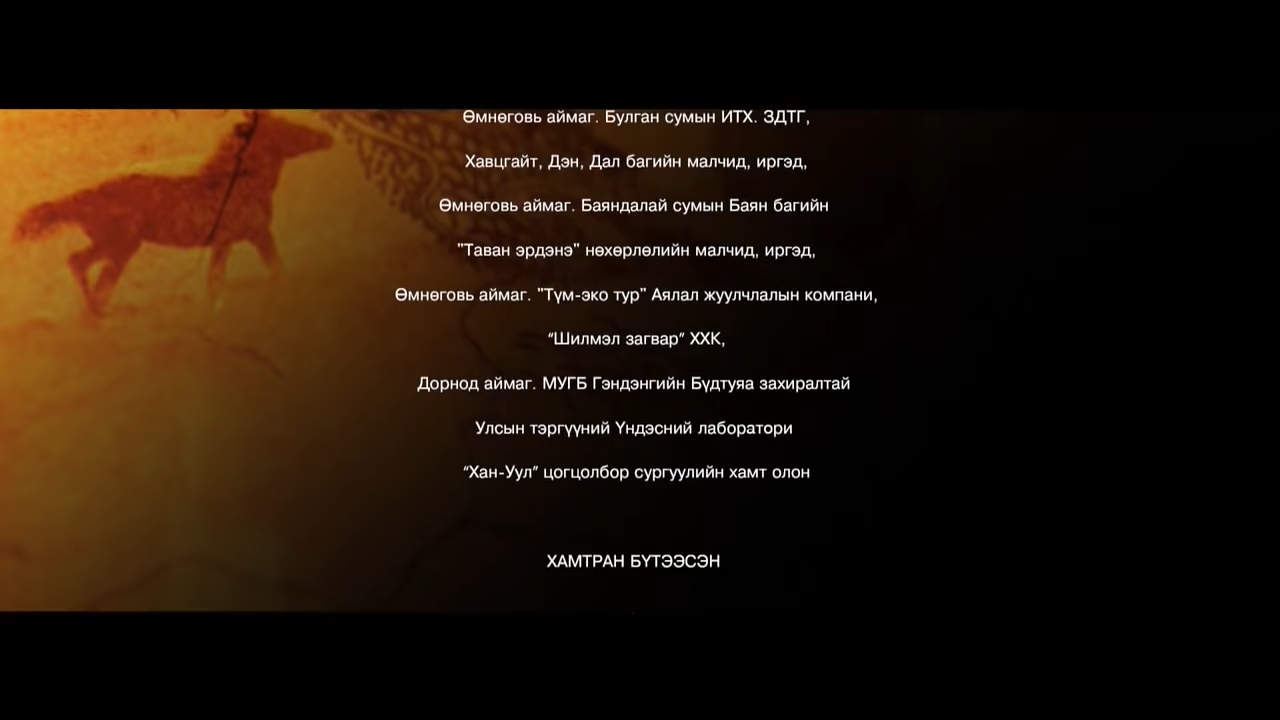 Өмнөговь аймаг. Булган сумын ИТХ. ЗДТГ,
Хавцгайт, Дэн, Дал багийн малчид, иргэд,
Өмнөговь аймаг. Баяндалай сумын Баян багийн
"Таван эрдэнэ" нөхөрлөлийн малчид, иргэд,
Өмнөговь аймаг. "Түм-эко тур" Аялал жуулчлалын компани,
“Шилмэл загвар” ХХК,
Дорнод аймаг. МУГБ Гэндэнгийн Бүдтуяа захиралтай
Улсын тэргүүний Үндэсний лаборатори
“Хан-Уул” цогцолбор сургуулийн хамт олон
ХАМТРАН БҮТЭЭСЭН